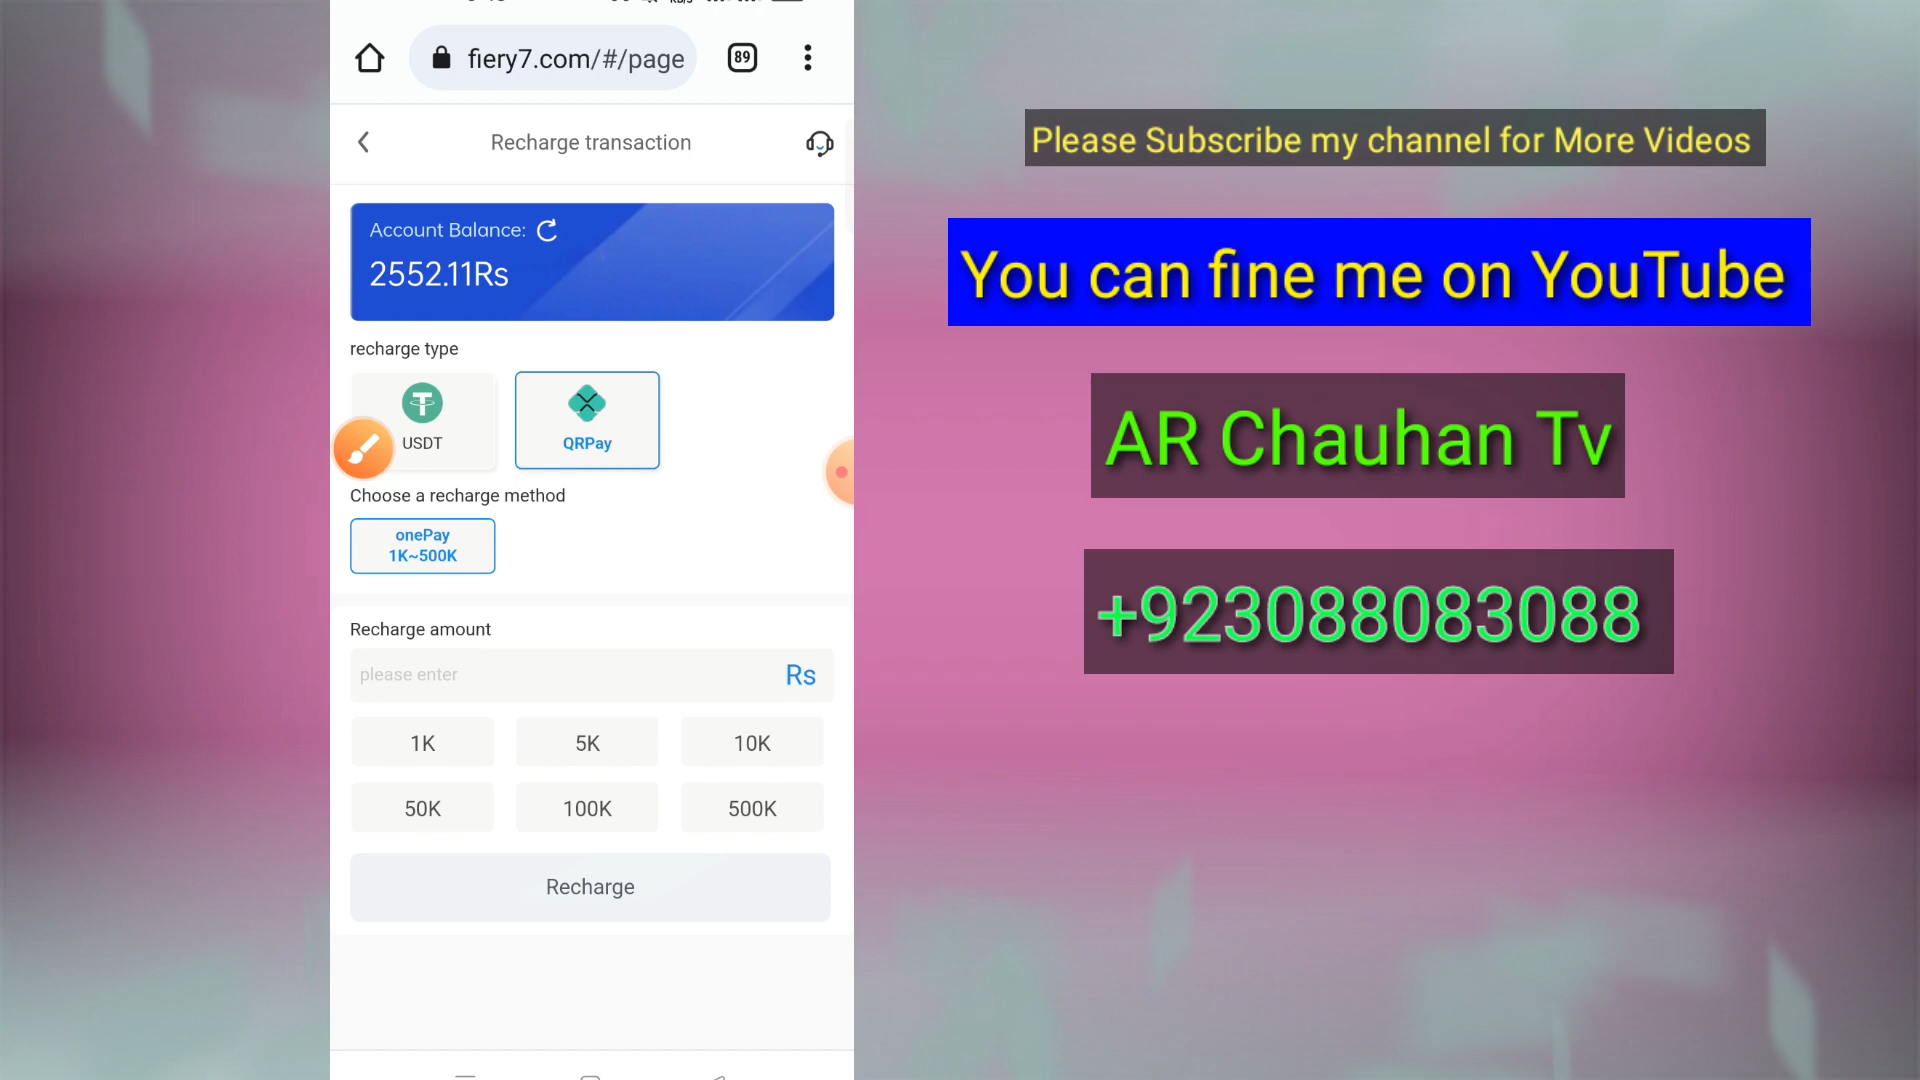 fiery7.com/#/page
89
Recharge transaction
Account Balance:
2552.11Rs
recharge type
USDT
QRPay
Choose a recharge method
onePay
1K~500K
Recharge amount
please enter
Rs
1K
5K
10K
50K
100K
500K
Recharge
Please Subscribe my channel for More Videos
You can fine me on YouTube
AR Chauhan Tv
+923088083088